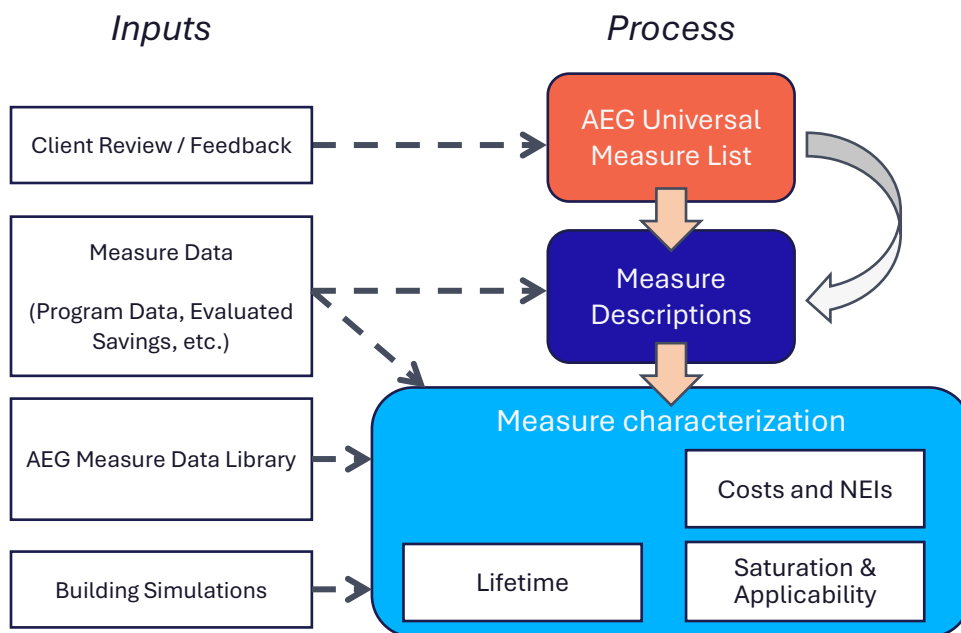 Inputs
Process
Client Review / Feedback
AEG Universal
Measure List
Measure Data
(Program Data, Evaluated
Savings, etc.)
Measure
Descriptions
AEG Measure Data Library
Measure characterization
Costs and NEIs
Building Simulations
Lifetime
Saturation &
Applicability